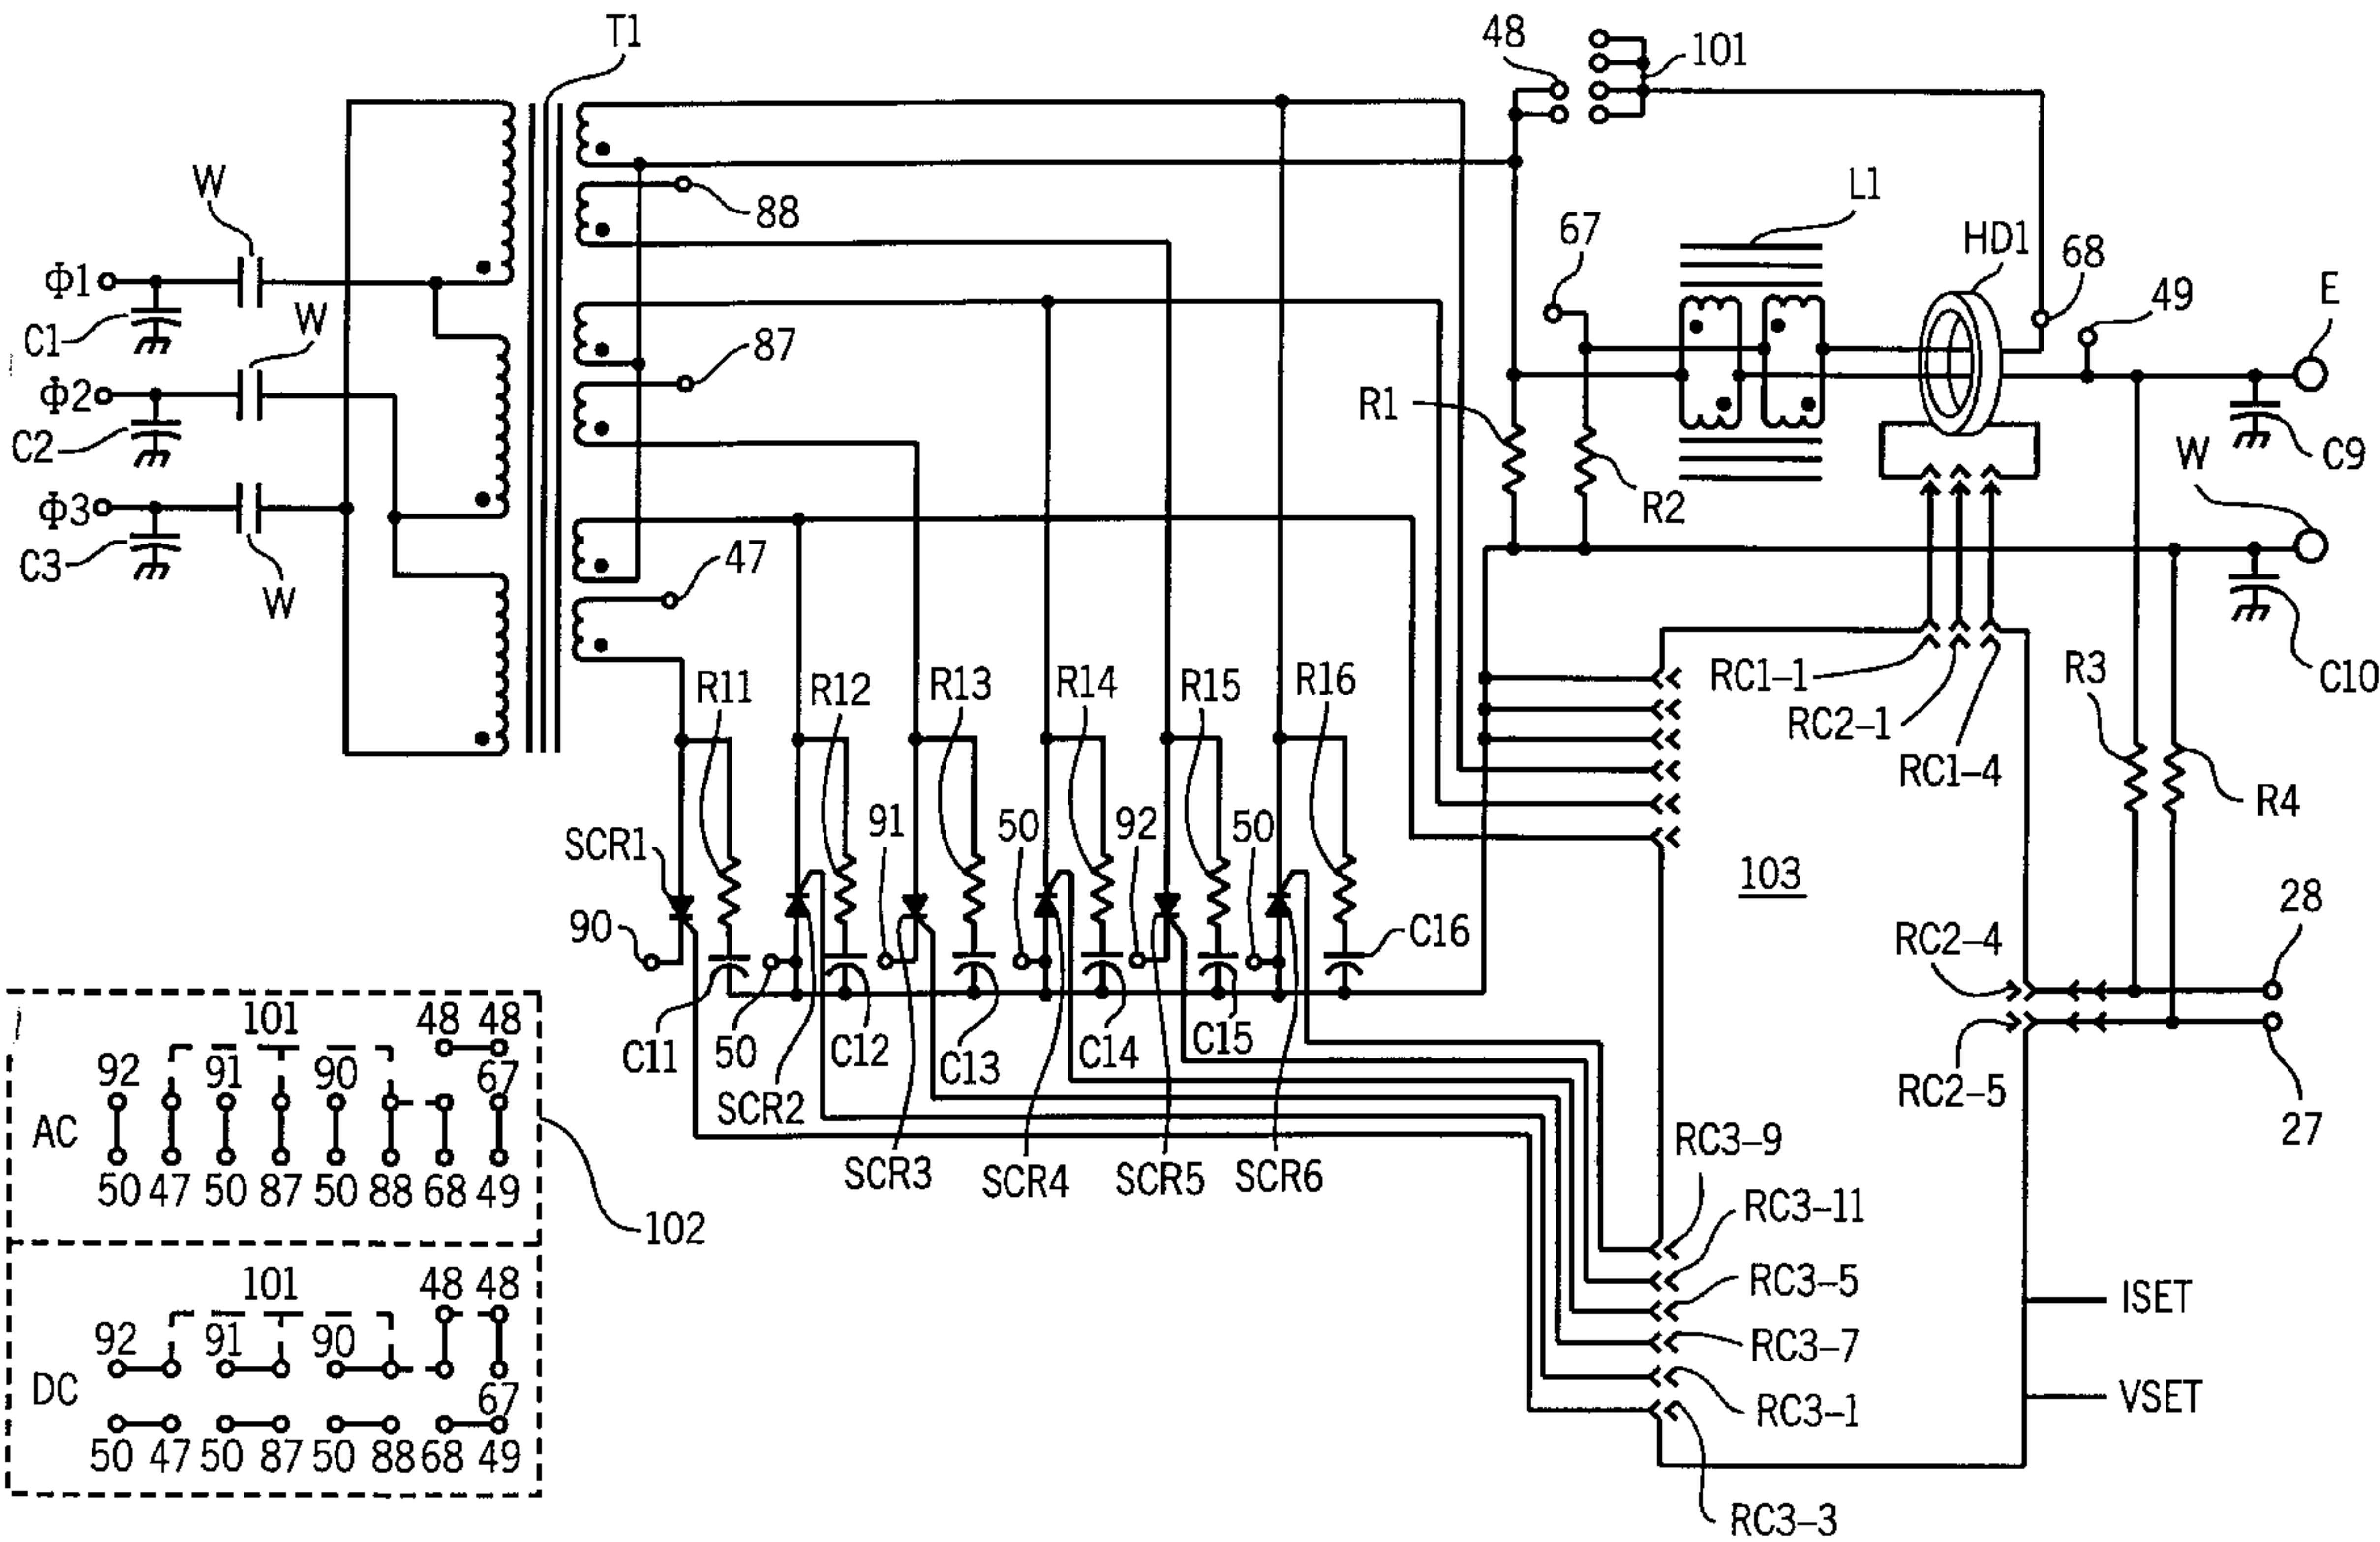 T1
48
101
W
88
L1
67
HD1
68
49
E
Φ1
C1
W
87
R1
Φ2
C2
W
C9
R2
Φ3
C3
W
47
C10
R11
R12
R13
R14
R15
R16
RC1-1
RC2-1
RC1-4
R3
R4
SCR1
91
50
92
50
103
90
C16
28
RC2-4
C11
50
C12
C13
C14
C15
SCR2
RC2-5
27
SCR3
SCR4
SCR5
SCR6
RC3-9
RC3-11
RC3-5
RC3-7
RC3-1
RC3-3
ISET
VSET
101 48 48
92 91 90 67
AC
50 47 50 87 50 88 68 49
102
101 48 48
92 91 90
DC
67
50 47 50 87 50 88 68 49